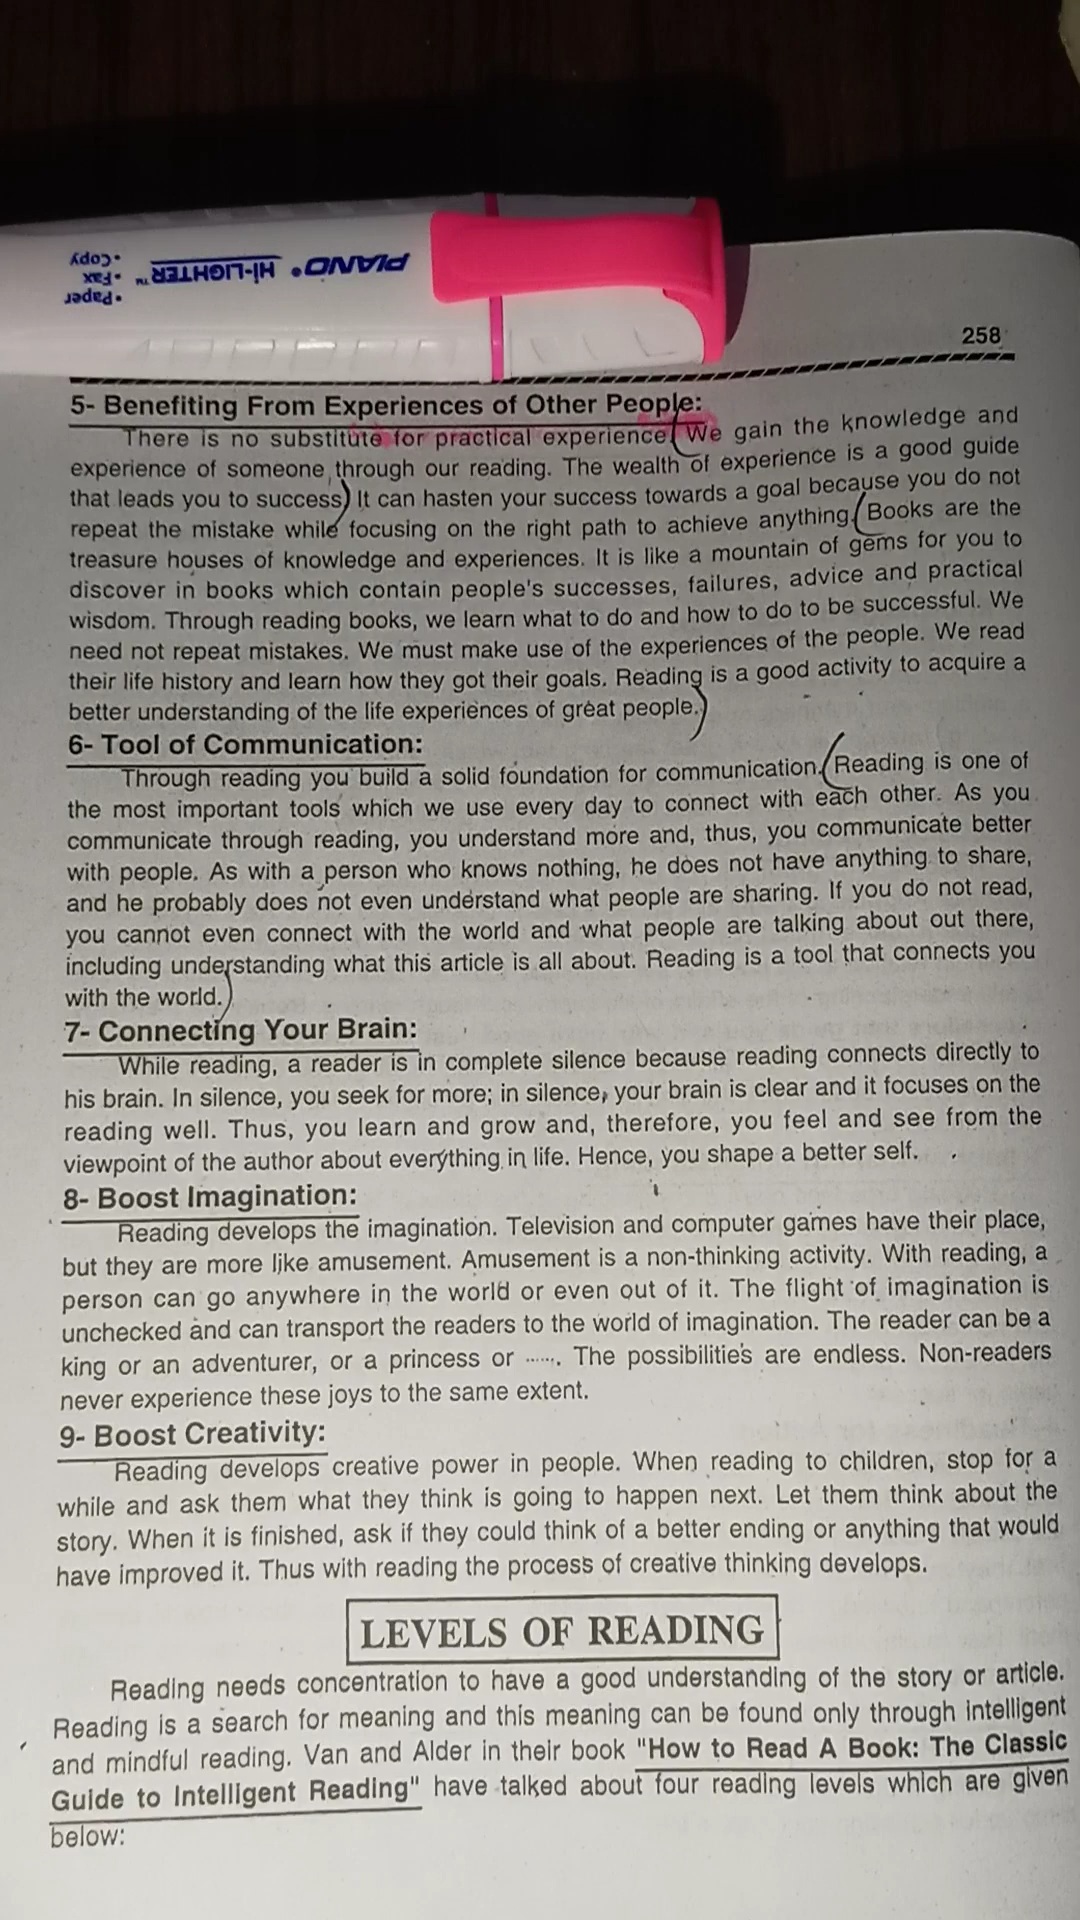 •Paper
•Fax
•Copy
PIANO® HI-LIGHTER™
258
5- Benefiting From Experiences of Other People:
There is no substitute for practical experience. We gain the knowledge and
experience of someone through our reading. The wealth of experience is a good guide
that leads you to success. It can hasten your success towards a goal because you do not
repeat the mistake while focusing on the right path to achieve anything. Books are the
treasure houses of knowledge and experiences. It is like a mountain of gems for you to
discover in books which contain people's successes, failures, advice and practical
wisdom. Through reading books, we learn what to do and how to do to be successful. We
need not repeat mistakes. We must make use of the experiences of the people. We read
their life history and learn how they got their goals. Reading is a good activity to acquire a
better understanding of the life experiences of great people.
6- Tool of Communication:
Through reading you build a solid foundation for communication. Reading is one of
the most important tools which we use every day to connect with each other. As you
communicate through reading, you understand more and, thus, you communicate better
with people. As with a person who knows nothing, he does not have anything to share,
and he probably does not even understand what people are sharing. If you do not read,
you cannot even connect with the world and what people are talking about out there,
including understanding what this article is all about. Reading is a tool that connects you
with the world.
7- Connecting Your Brain:
While reading, a reader is in complete silence because reading connects directly to
his brain. In silence, you seek for more; in silence, your brain is clear and it focuses on the
reading well. Thus, you learn and grow and, therefore, you feel and see from the
viewpoint of the author about everything in life. Hence, you shape a better self.
8- Boost Imagination:
Reading develops the imagination. Television and computer games have their place,
but they are more like amusement. Amusement is a non-thinking activity. With reading, a
person can go anywhere in the world or even out of it. The flight of imagination is
unchecked and can transport the readers to the world of imagination. The reader can be a
king or an adventurer, or a princess or ....... The possibilities are endless. Non-readers
never experience these joys to the same extent.
9- Boost Creativity:
Reading develops creative power in people. When reading to children, stop for a
while and ask them what they think is going to happen next. Let them think about the
story. When it is finished, ask if they could think of a better ending or anything that would
have improved it. Thus with reading the process of creative thinking develops.
LEVELS OF READING
Reading needs concentration to have a good understanding of the story or article.
Reading is a search for meaning and this meaning can be found only through intelligent
and mindful reading. Van and Alder in their book "How to Read A Book: The Classic
Guide to Intelligent Reading" have talked about four reading levels which are given
below: